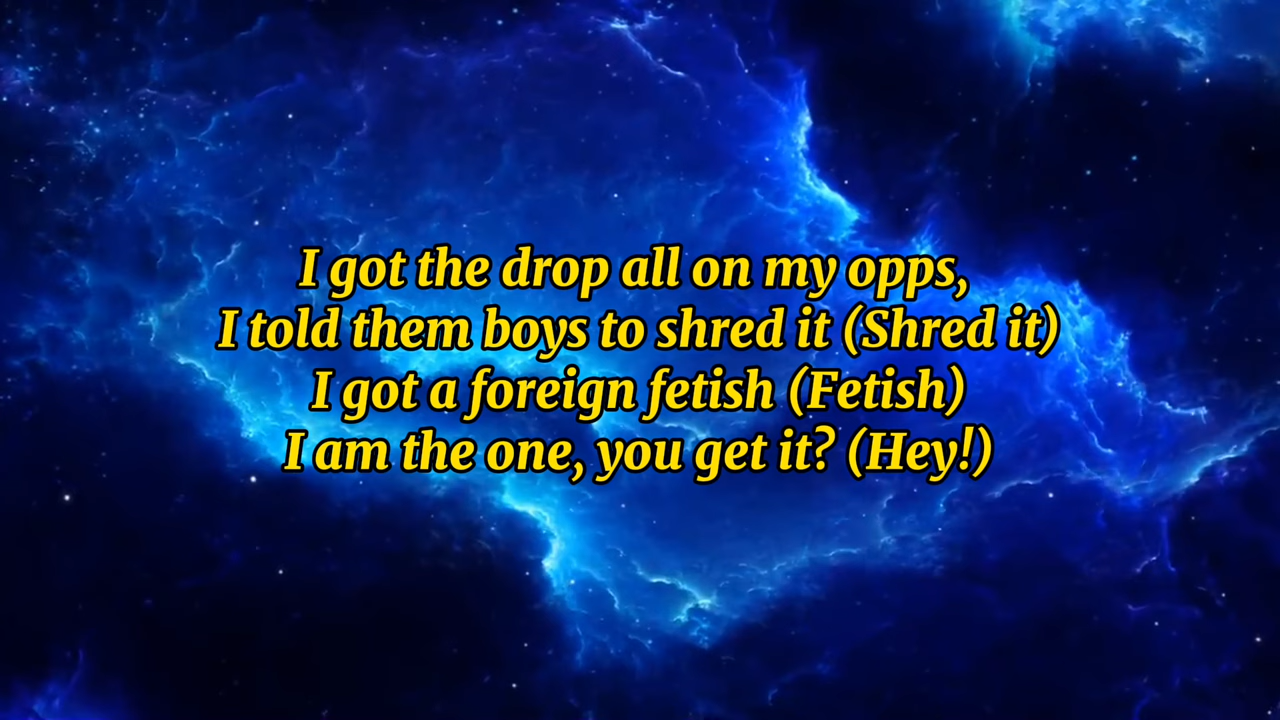 I got the drop all on my opps,
I told them boys to shred it (Shred it)
I got a foreign fetish (Fetish)
I am the one, you get it? (Hey!)